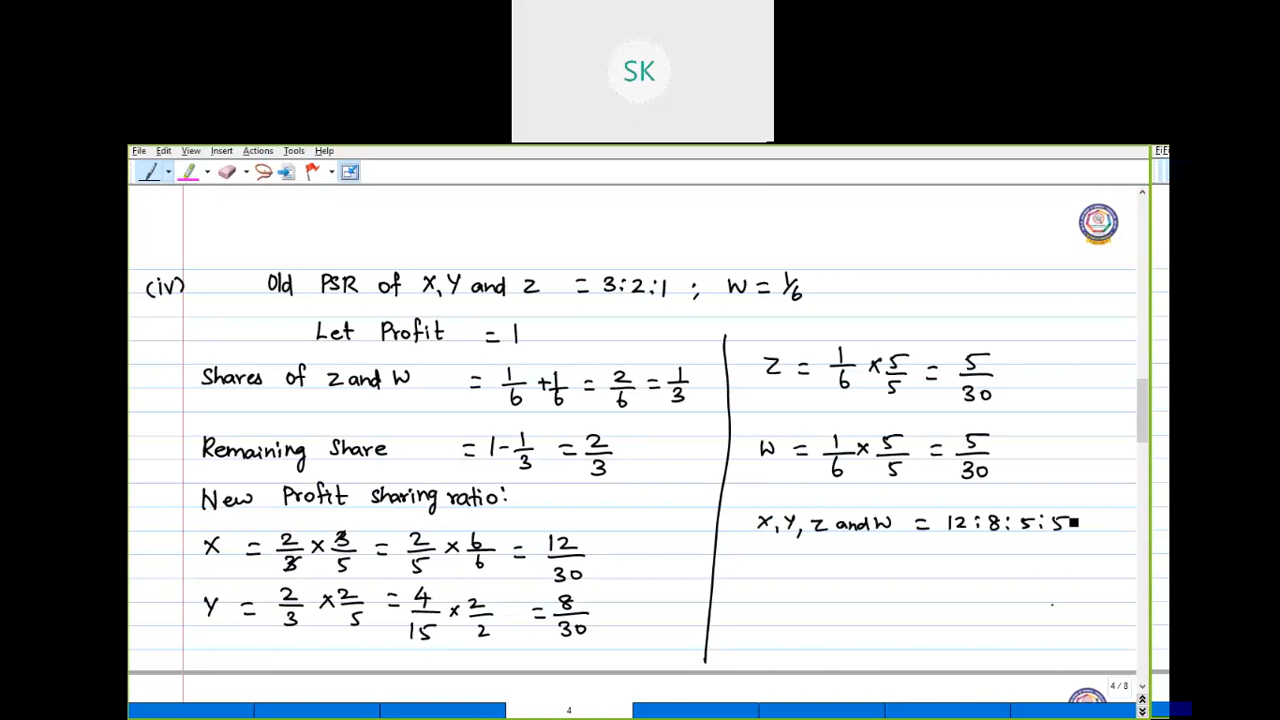 SK
File Edit View Insert Actions Tools Help
(iv) Old PSR of X, Y and Z = 3:2:1 ; W = 1/6
Let Profit = 1
Shares of Z and W = 1/6 + 1/6 = 2/6 = 1/3
Remaining Share = 1 - 1/3 = 2/3
New Profit sharing ratio:
X = 2/3 × 3/5 = 2/5 × 6/6 = 12/30
Y = 2/3 × 2/5 = 4/15 × 2/2 = 8/30
Z = 1/6 × 5/5 = 5/30
W = 1/6 × 5/5 = 5/30
X, Y, Z and W = 12:8:5:5
4 / 8
4